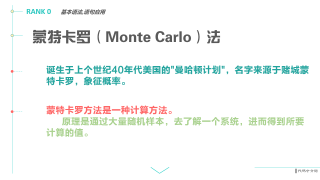 RANK 0 基本语法,语句应用
蒙特卡罗（Monte Carlo）法
诞生于上个世纪40年代美国的"曼哈顿计划"，名字来源于赌城蒙
特卡罗，象征概率。
蒙特卡罗方法是一种计算方法。
原理是通过大量随机样本，去了解一个系统，进而得到所要
计算的值。